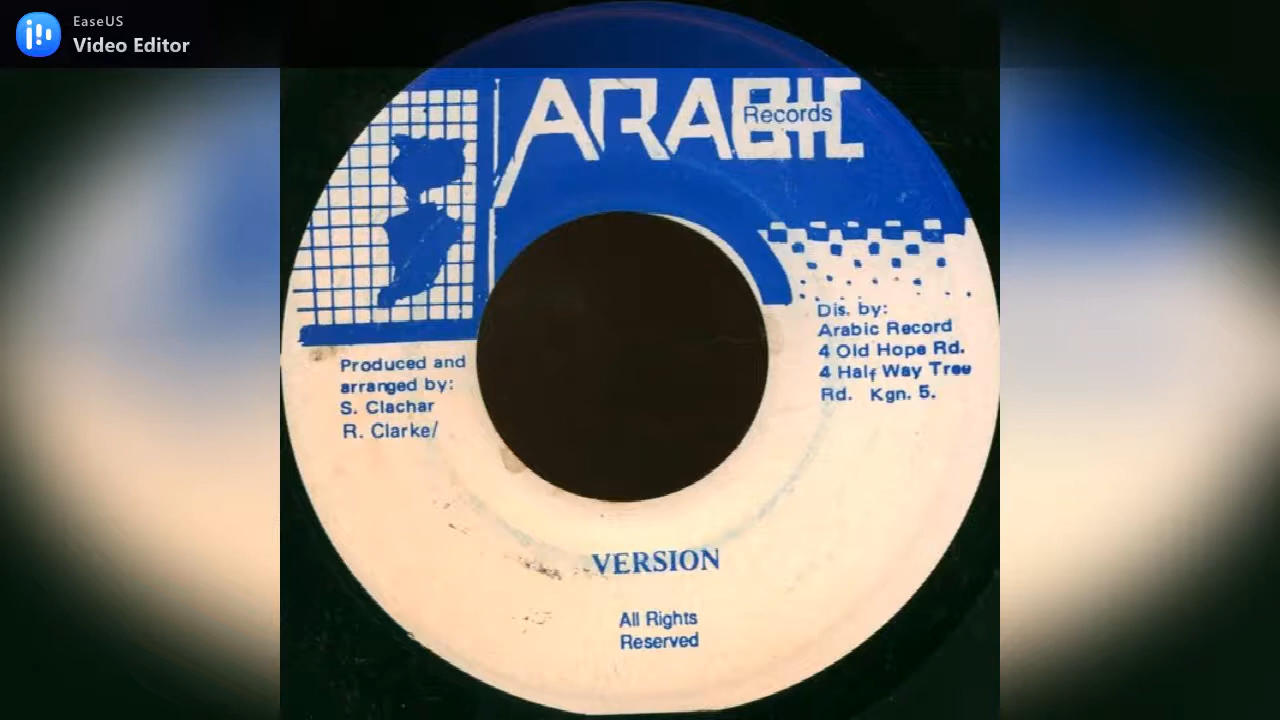 EaseUS
Video Editor
ARABIC
Records
Produced and
arranged by:
S. Clachar
R. Clarke/
Dis. by:
Arabic Record
4 Old Hope Rd.
4 Half Way Tree
Rd. Kgn. 5.
VERSION
All Rights
Reserved